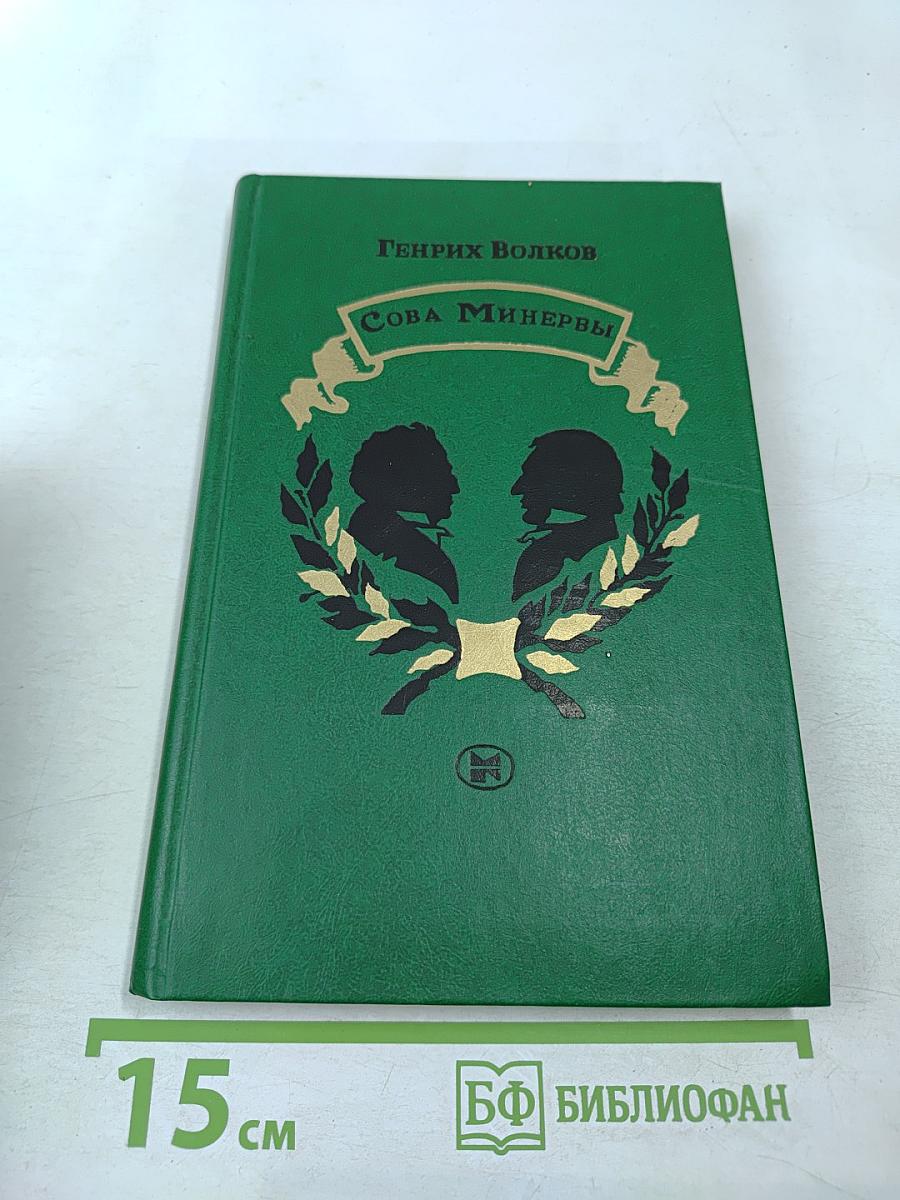 Генрих Волков
Сова Минервы
15 см
БФ БИБЛИОФАН